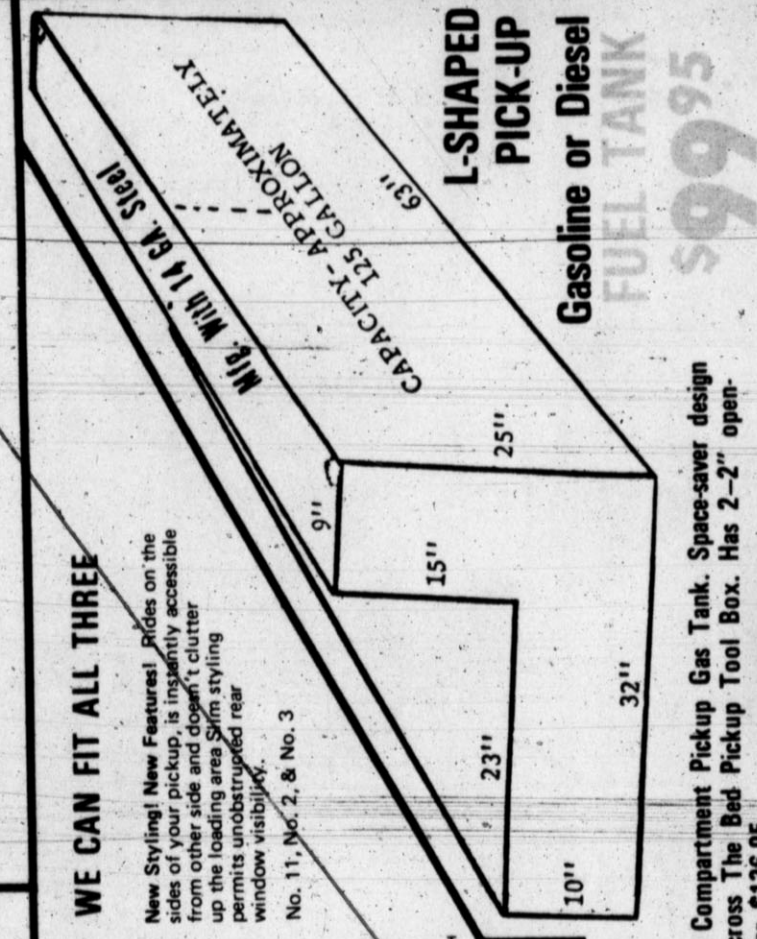 WE CAN FIT ALL THREE
New Styling! New Features! Rides on the
sides of your pickup, is instantly accessible
from other side and doesn't clutter
up the loading area Slim styling
permits unobstructed rear
window visibility.
No. 11, No. 2, & No. 3
Mfg. With 14 GA. Steel
CAPACITY - APPROXIMATELY
125 GALLON
63"
9"
15"
25"
23"
10"
32"
L-SHAPED
PICK-UP
Gasoline or Diesel
FUEL TANK
$99 95
Compartment Pickup Gas Tank. Space-saver design
cross The Bed Pickup Tool Box. Has 2—2" open-
$136.95